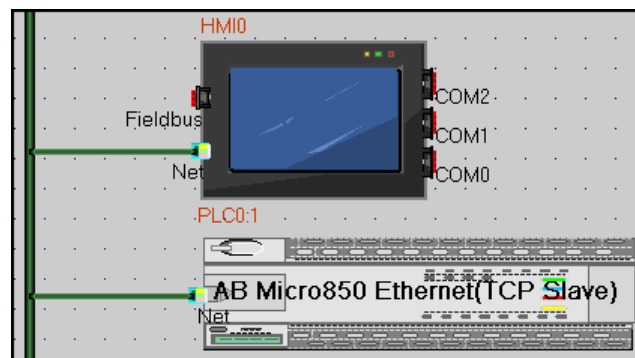 HMI0
COM2
Fieldbus
COM1
Net
COM0
PLC0:1
AB Micro850 Ethernet(TCP Slave)
Net